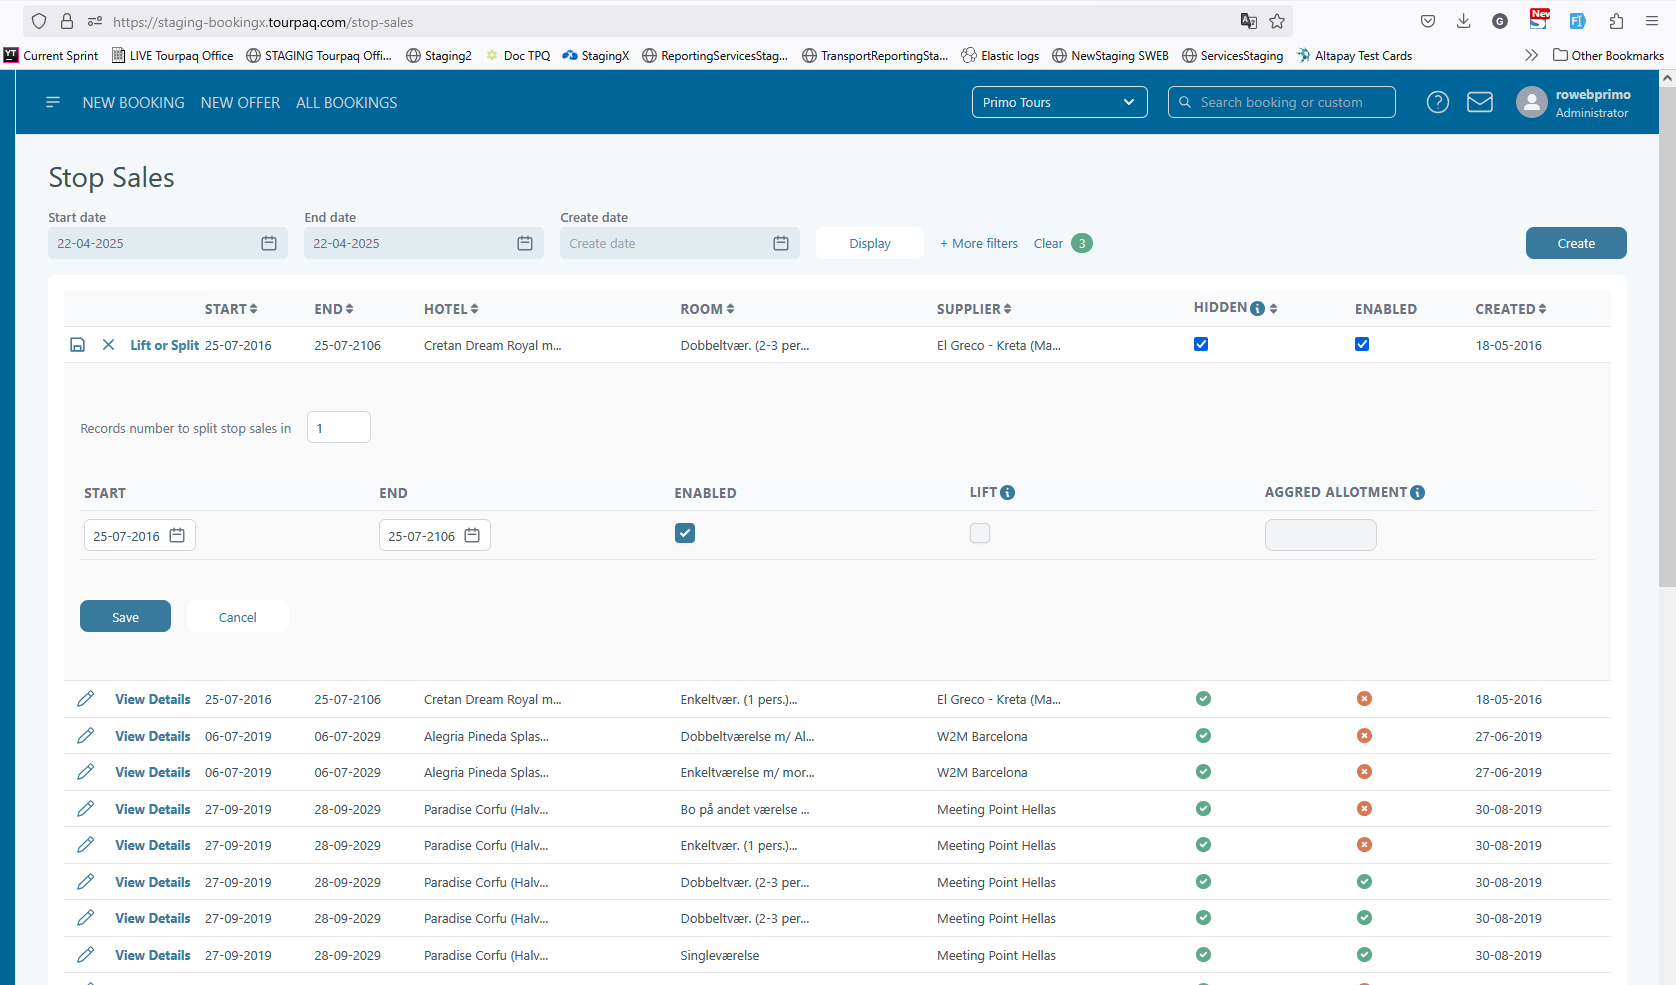 https://staging-bookingx.tourpaq.com/stop-sales
Current Sprint LIVE Tourpaq Office STAGING Tourpaq Offi... Staging2 Doc TPQ StagingX ReportingServicesStag... TransportReportingSta... Elastic logs NewStaging SWEB ServicesStaging Altapay Test Cards Other Bookmarks
NEW BOOKING NEW OFFER ALL BOOKINGS Primo Tours Search booking or custom rowebprimo
Administrator
Stop Sales
Start date End date Create date
22-04-2025 22-04-2025 Create date Display + More filters Clear 3 Create
START END HOTEL ROOM SUPPLIER HIDDEN ENABLED CREATED
Lift or Split 25-07-2016 25-07-2106 Cretan Dream Royal m... Dobbeltvær. (2-3 per... El Greco - Kreta (Ma... 18-05-2016
Records number to split stop sales in 1
START END ENABLED LIFT AGGRED ALLOTMENT
25-07-2016 25-07-2106
Save Cancel
View Details 25-07-2016 25-07-2106 Cretan Dream Royal m... Enkeltvær. (1 pers.)... El Greco - Kreta (Ma... 18-05-2016
View Details 06-07-2019 06-07-2029 Alegria Pineda Splas... Dobbeltværelse m/ Al... W2M Barcelona 27-06-2019
View Details 06-07-2019 06-07-2029 Alegria Pineda Splas... Enkeltværelse m/ mor... W2M Barcelona 27-06-2019
View Details 27-09-2019 28-09-2029 Paradise Corfu (Halv... Bo på andet værelse ... Meeting Point Hellas 30-08-2019
View Details 27-09-2019 28-09-2029 Paradise Corfu (Halv... Enkeltvær. (1 pers.)... Meeting Point Hellas 30-08-2019
View Details 27-09-2019 28-09-2029 Paradise Corfu (Halv... Dobbeltvær. (2-3 per... Meeting Point Hellas 30-08-2019
View Details 27-09-2019 28-09-2029 Paradise Corfu (Halv... Dobbeltvær. (2-3 per... Meeting Point Hellas 30-08-2019
View Details 27-09-2019 28-09-2029 Paradise Corfu (Halv... Singleværelse Meeting Point Hellas 30-08-2019